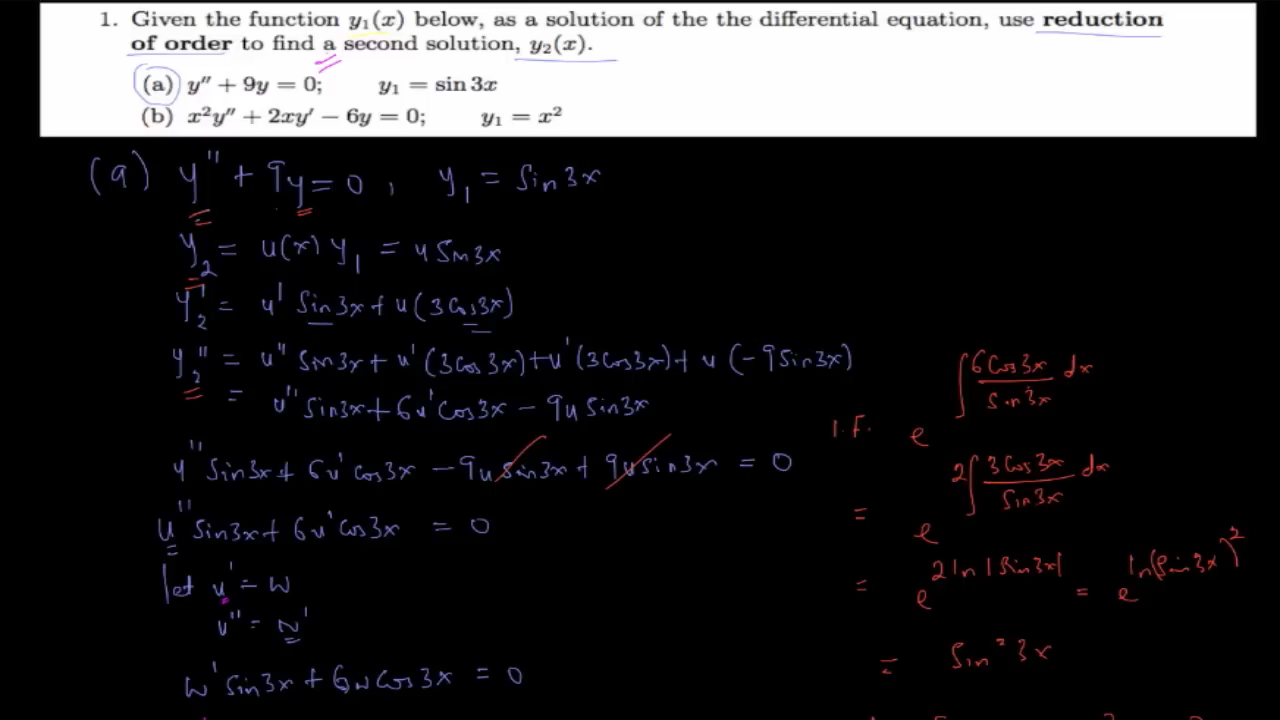 1. Given the function y₁(x) below, as a solution of the the differential equation, use reduction
of order to find a second solution, y₂(x).
(a) y″ + 9y = 0;   y₁ = sin 3x
(b) x²y″ + 2xy′ − 6y = 0;   y₁ = x²
(a) y″ + 9y = 0 , y₁ = Sin3x
y₂ = u(x) y₁ = u Sin3x
y₂′ = u′ Sin3x + u(3Cos3x)
y₂″ = u″ Sin3x + u′(3Cos3x) + u′(3Cos3x) + u(−9Sin3x)
= u″ Sin3x + 6u′Cos3x − 9u Sin3x
u″ Sin3x + 6u′ Cos3x − 9u Sin3x + 9u Sin3x = 0
u″ Sin3x + 6u′ Cos3x = 0
let u′ = w
u″ = w′
w′ Sin3x + 6w Cos3x = 0
I.F. e^∫ 6Cos3x/Sin3x dx
= e^2∫ 3Cos3x/Sin3x dx
= e^2ln|Sin3x| = e^ln(Sin3x)²
= Sin² 3x